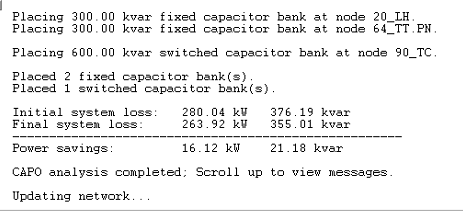 Placing 300.00 kvar fixed capacitor bank at node 20_LH.
Placing 300.00 kvar fixed capacitor bank at node 64_TT.PN.
Placing 600.00 kvar switched capacitor bank at node 90_TC.
Placed 2 fixed capacitor bank(s).
Placed 1 switched capacitor bank(s).
Initial system loss: 280.04 kW 376.19 kvar
Final system loss: 263.92 kW 355.01 kvar
--------------------------------------------------------
Power savings: 16.12 kW 21.18 kvar
CAPO analysis completed; Scroll up to view messages.
Updating network...